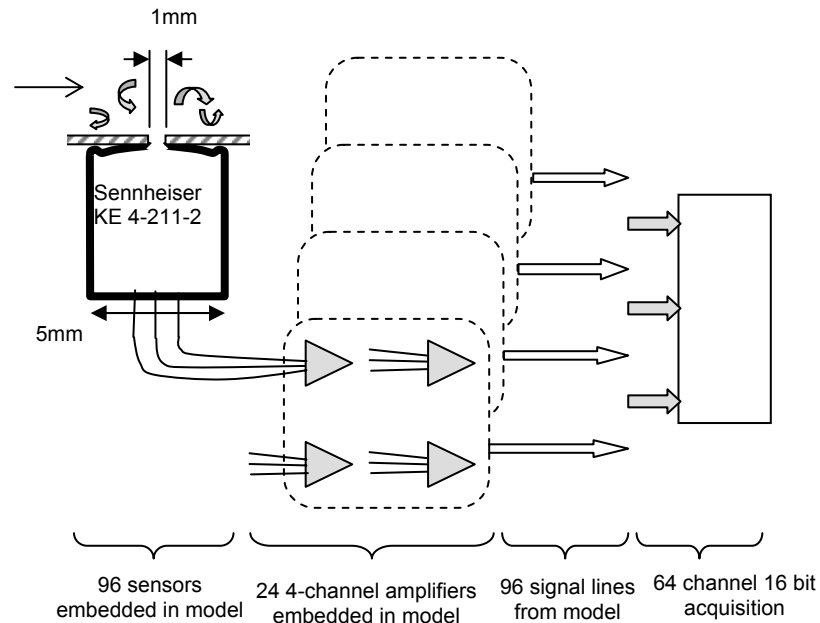 1mm
Sennheiser
KE 4-211-2
5mm
96 sensors
embedded in model
24 4-channel amplifiers
embedded in model
96 signal lines
from model
64 channel 16 bit
acquisition